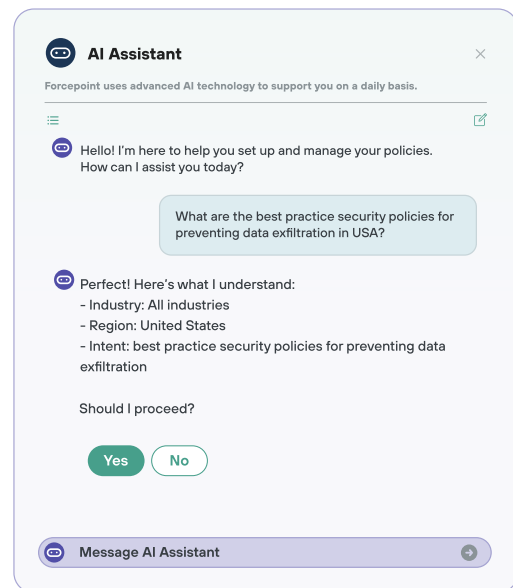 AI Assistant
Forcepoint uses advanced AI technology to support you on a daily basis.
Hello! I'm here to help you set up and manage your policies.
How can I assist you today?
What are the best practice security policies for
preventing data exfiltration in USA?
Perfect! Here's what I understand:
- Industry: All industries
- Region: United States
- Intent: best practice security policies for preventing data
exfiltration
Should I proceed?
Yes
No
Message AI Assistant